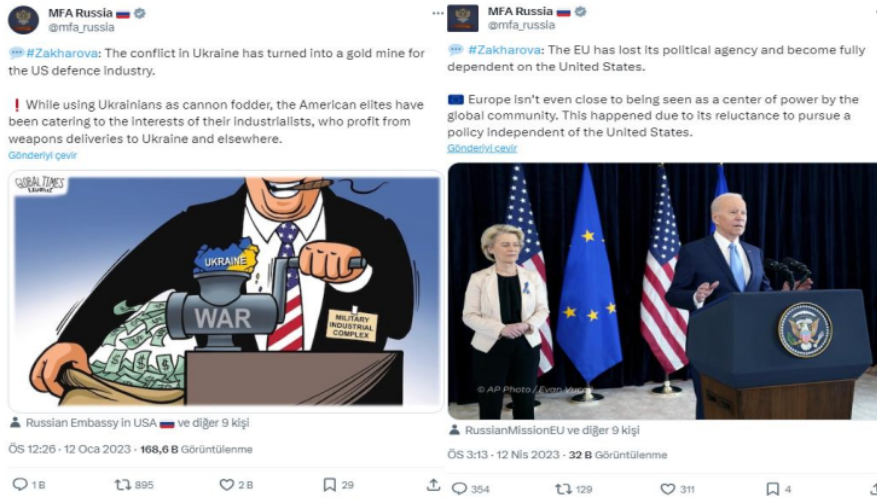 MFA Russia
@mfa_russia
#Zakharova: The conflict in Ukraine has turned into a gold mine for
the US defence industry.
While using Ukrainians as cannon fodder, the American elites have
been catering to the interests of their industrialists, who profit from
weapons deliveries to Ukraine and elsewhere.
Gönderiyi çevir
GLOBAL TIMES
UKRAINE
WAR
MILITARY
INDUSTRIAL
COMPLEX
Russian Embassy in USA ve diğer 9 kişi
ÖS 12:26 · 12 Oca 2023 · 168,6 B Görüntülenme
1 B 895 2 B 29
MFA Russia
@mfa_russia
#Zakharova: The EU has lost its political agency and become fully
dependent on the United States.
Europe isn't even close to being seen as a center of power by the
global community. This happened due to its reluctance to pursue a
policy independent of the United States.
Gönderiyi çevir
© AP Photo / Evan Vucci
RussianMissionEU ve diğer 9 kişi
ÖS 3:13 · 12 Nis 2023 · 32 B Görüntülenme
354 129 311 4